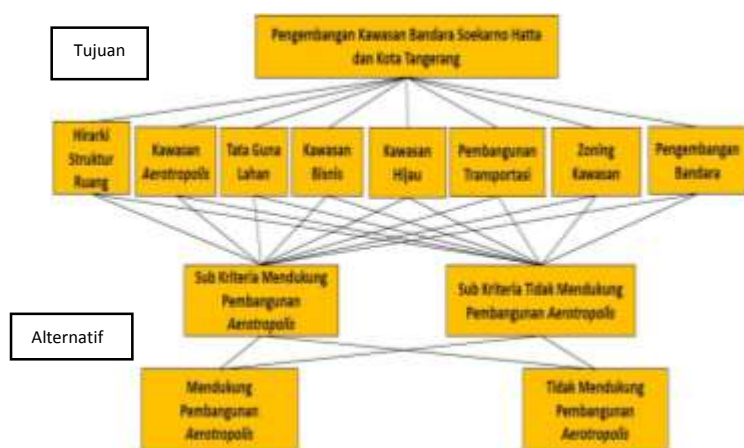 Tujuan
Pengembangan Kawasan Bandara Soekarno Hatta
dan Kota Tangerang
Hirarki
Struktur
Ruang
Kawasan
Aerotropolis
Tata Guna
Lahan
Kawasan
Bisnis
Kawasan
Hijau
Pembangunan
Transportasi
Zoning
Kawasan
Pengembangan
Bandara
Sub Kriteria Mendukung
Pembangunan
Aerotropolis
Sub Kriteria Tidak Mendukung
Pembangunan Aerotropolis
Alternatif
Mendukung
Pembangunan
Aerotropolis
Tidak Mendukung
Pembangunan
Aerotropolis